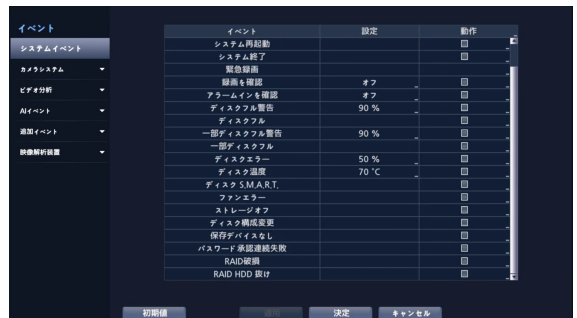 イベント
システムイベント
カメラシステム
ビデオ分析
AIイベント
追加イベント
映像解析装置
イベント 設定 動作
システム再起動
システム終了
緊急録画
録画を確認 オフ
アラームインを確認 オフ
ディスクフル警告 90 %
ディスクフル
一部ディスクフル警告 90 %
一部ディスクフル
ディスクエラー 50 %
ディスク温度 70 °C
ディスク S.M.A.R.T.
ファンエラー
ストレージオフ
ディスク構成変更
保存デバイスなし
パスワード承認連続失敗
RAID破損
RAID HDD 抜け
初期値 決定 キャンセル